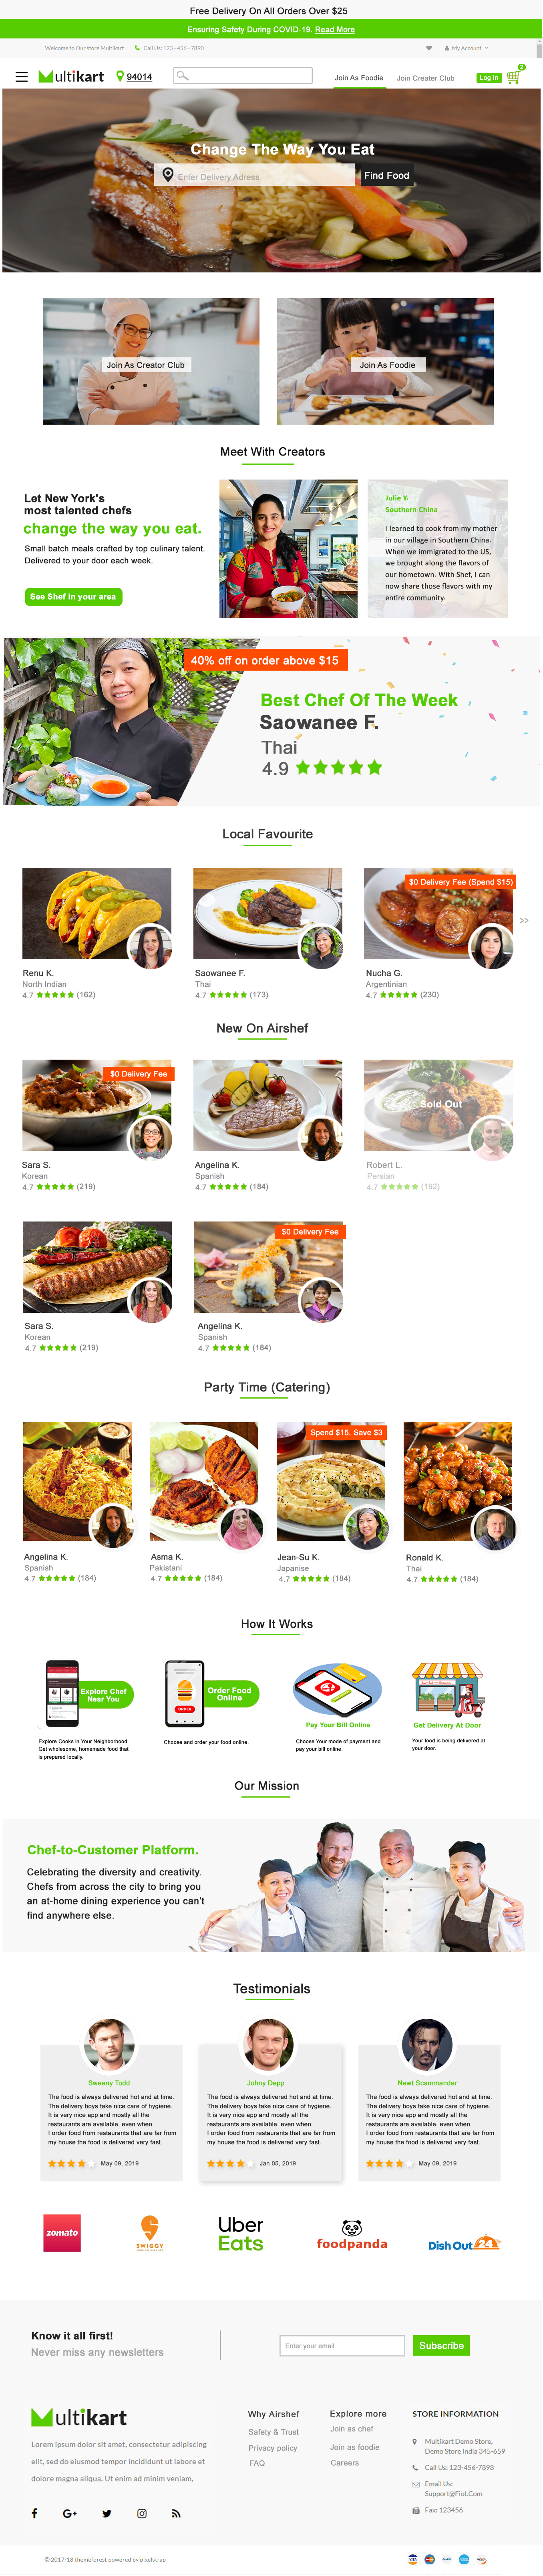 Free Delivery On All Orders Over $25
Ensuring Safety During COVID-19. Read More
Welcome to Our store Multikart
Call Us: 123 - 456 - 7890
My Account
Multikart
94014
Join As Foodie
Join Creater Club
Log in
2
Change The Way You Eat
Enter Delivery Adress
Find Food
Join As Creator Club
Join As Foodie
Meet With Creators
Let New York's
most talented chefs
change the way you eat.
Small batch meals crafted by top culinary talent.
Delivered to your door each week.
See Shef in your area
Julie Y.
Southern China
I learned to cook from my mother
in our village in Southern China.
When we immigrated to the US,
we brought along the flavors of
our hometown. With Shef, I can
now share those flavors with my
entire community.
40% off on order above $15
Best Chef Of The Week
Saowanee F.
Thai
4.9
Local Favourite
$0 Delivery Fee (Spend $15)
>>
Renu K.
North Indian
4.7 (162)
Saowanee F.
Thai
4.7 (173)
Nucha G.
Argentinian
4.7 (230)
New On Airshef
$0 Delivery Fee
Sold Out
Sara S.
Korean
4.7 (219)
Angelina K.
Spanish
4.7 (184)
Robert L.
Persian
4.7 (192)
$0 Delivery Fee
Sara S.
Korean
4.7 (219)
Angelina K.
Spanish
4.7 (184)
Party Time (Catering)
Spend $15, Save $3
Angelina K.
Spanish
4.7 (184)
Asma K.
Pakistani
4.7 (184)
Jean-Su K.
Japanise
4.7 (184)
Ronald K.
Thai
4.7 (184)
How It Works
Explore Chef
Near You
Explore Cooks in Your Neighborhood
Get wholesome, homemade food that
is prepared locally.
ORDER
Order Food
Online
Choose and order your food online.
Pay Your Bill Online
Choose Your mode of payment and
pay your bill online.
Get Delivery At Door
Your food is being delivered at
your door.
Our Mission
Chef-to-Customer Platform.
Celebrating the diversity and creativity.
Chefs from across the city to bring you
an at-home dining experience you can't
find anywhere else.
Testimonials
Sweeny Todd
The food is always delivered hot and at time.
The delivery boys take nice care of hygiene.
It is very nice app and mostly all the
restaurants are available. even when
I order food from restaurants that are far from
my house the food is delivered very fast.
May 09, 2019
Johny Depp
The food is always delivered hot and at time.
The delivery boys take nice care of hygiene.
It is very nice app and mostly all the
restaurants are available. even when
I order food from restaurants that are far from
my house the food is delivered very fast.
Jan 05, 2019
Newt Scammander
The food is always delivered hot and at time.
The delivery boys take nice care of hygiene.
It is very nice app and mostly all the
restaurants are available. even when
I order food from restaurants that are far from
my house the food is delivered very fast.
May 09, 2019
zomato
SWIGGY
Uber
Eats
foodpanda
Dish Out 24
Know it all first!
Never miss any newsletters
Enter your email
Subscribe
Multikart
Lorem ipsum dolor sit amet, consectetur adipiscing
elit, sed do eiusmod tempor incididunt ut labore et
dolore magna aliqua. Ut enim ad minim veniam,
Why Airshef
Safety & Trust
Privacy policy
FAQ
Explore more
Join as chef
Join as foodie
Careers
STORE INFORMATION
Multikart Demo Store,
Demo Store India 345-659
Call Us: 123-456-7898
Email Us:
Support@Fiot.Com
Fax: 123456
© 2017-18 themeforest powered by pixelstrap